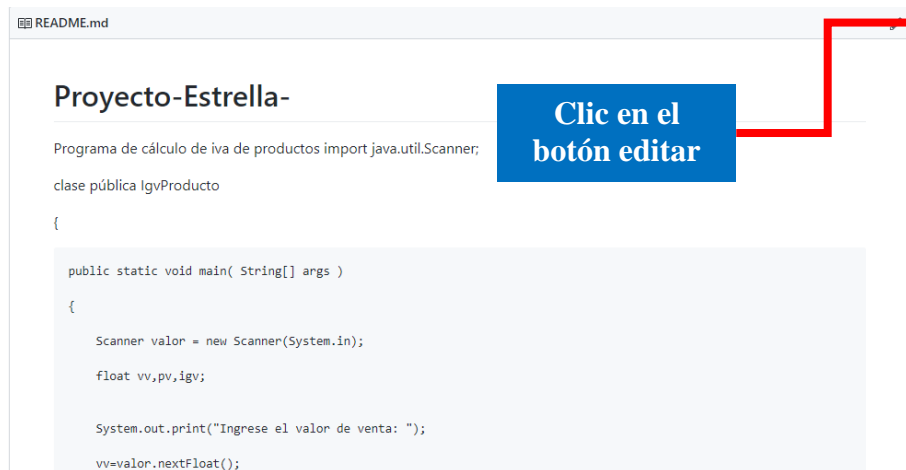 README.md
Proyecto-Estrella-
Clic en el
botón editar
Programa de cálculo de iva de productos import java.util.Scanner;
clase pública IgvProducto
{
public static void main( String[] args )
{
Scanner valor = new Scanner(System.in);
float vv,pv,igv;
System.out.print("Ingrese el valor de venta: ");
vv=valor.nextFloat();